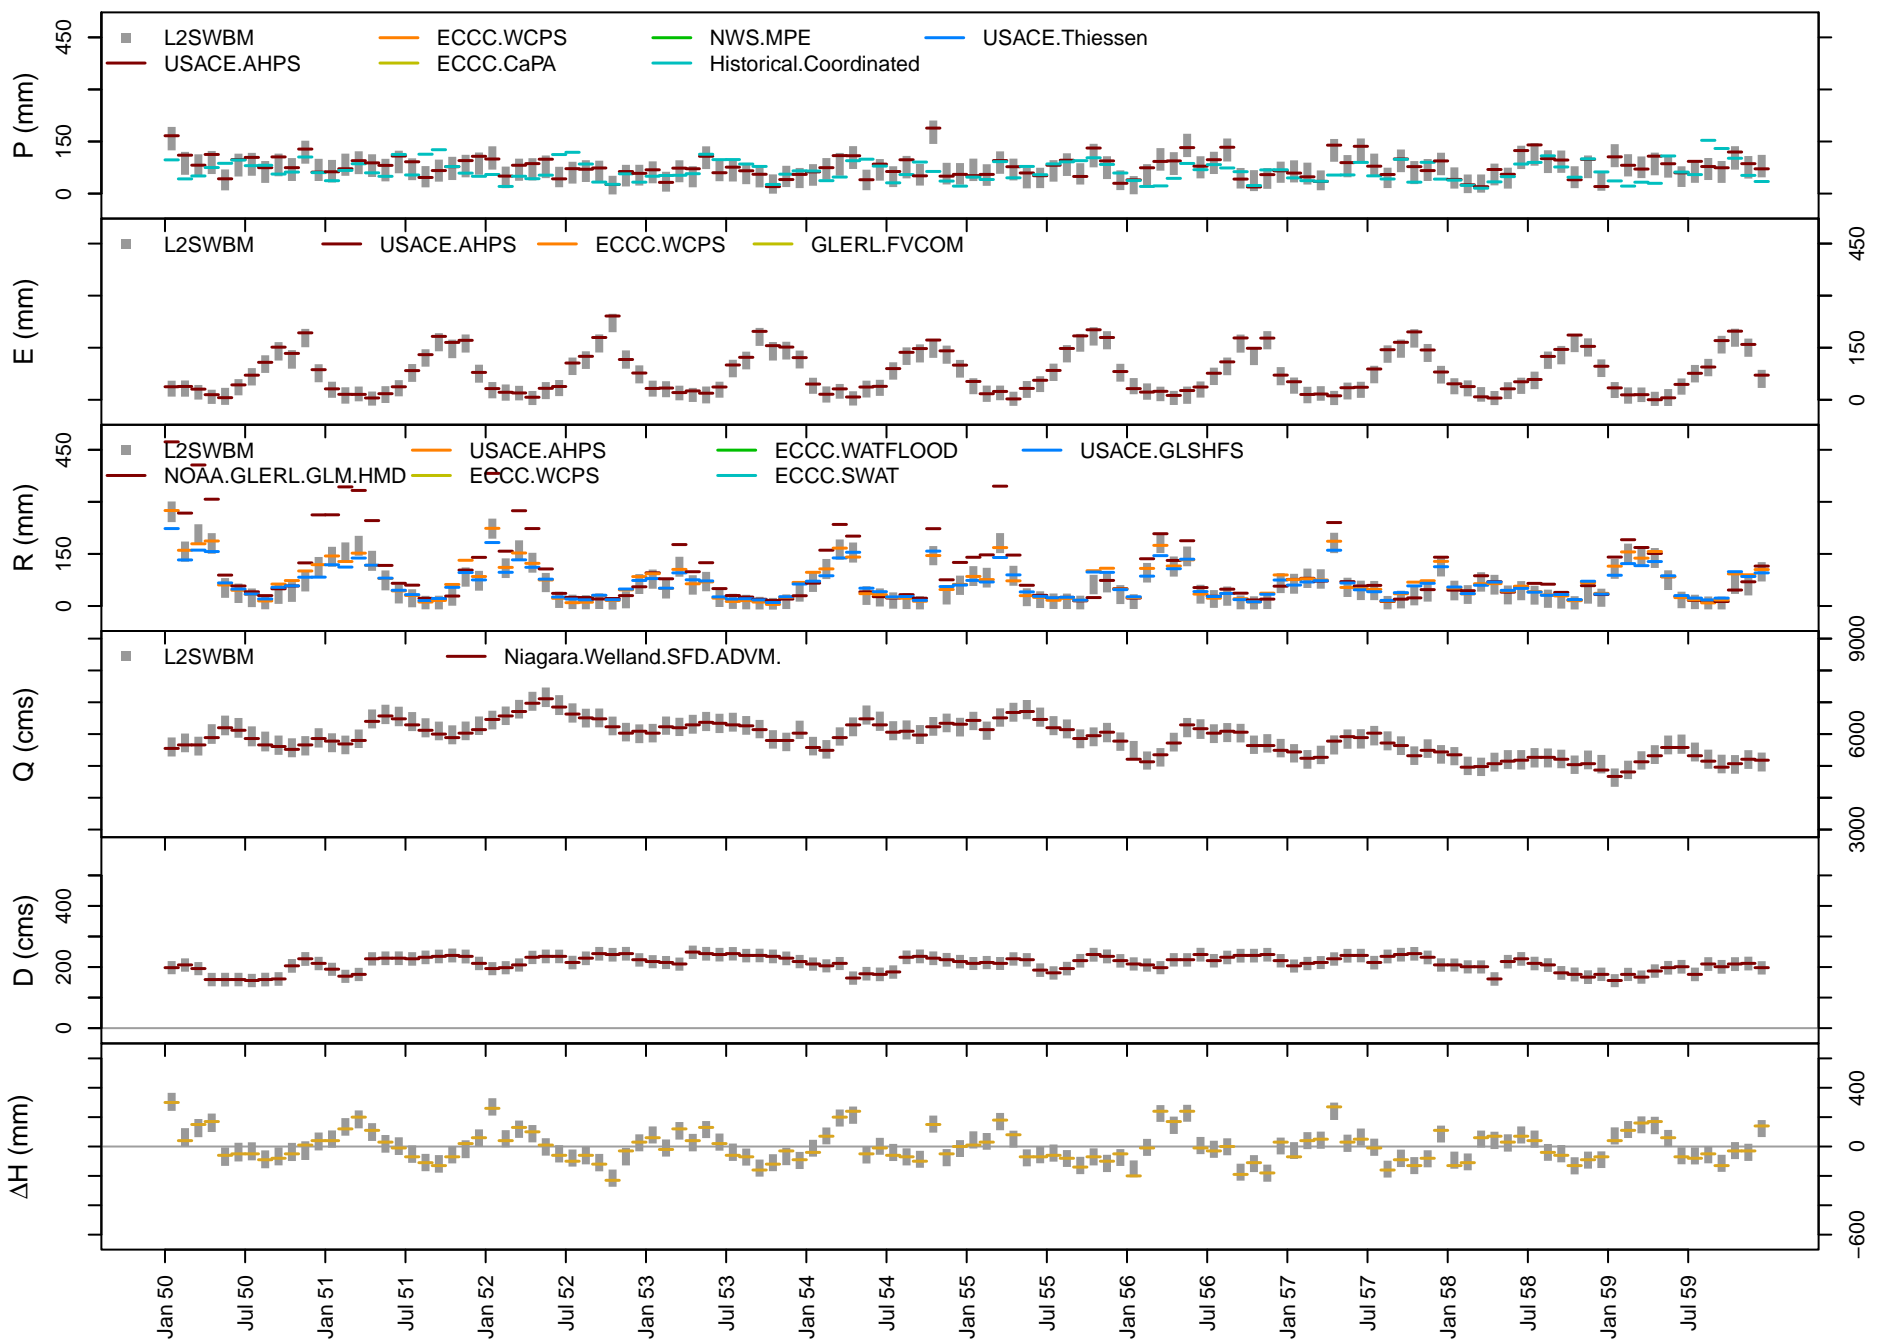 P (mm)
450
150
0
L2SWBM
ECCC.WCPS
NWS.MPE
USACE.Thiessen
USACE.AHPS
ECCC.CaPA
Historical.Coordinated
E (mm)
L2SWBM
USACE.AHPS
ECCC.WCPS
GLERL.FVCOM
450
150
0
R (mm)
450
150
0
L2SWBM
USACE.AHPS
ECCC.WATFLOOD
USACE.GLSHFS
NOAA.GLERL.GLM.HMD
ECCC.WCPS
ECCC.SWAT
Q (cms)
L2SWBM
Niagara.Welland.SFD.ADVM.
9000
6000
3000
D (cms)
400
200
0
ΔH (mm)
400
0
−600
Jan 50
Jul 50
Jan 51
Jul 51
Jan 52
Jul 52
Jan 53
Jul 53
Jan 54
Jul 54
Jan 55
Jul 55
Jan 56
Jul 56
Jan 57
Jul 57
Jan 58
Jul 58
Jan 59
Jul 59